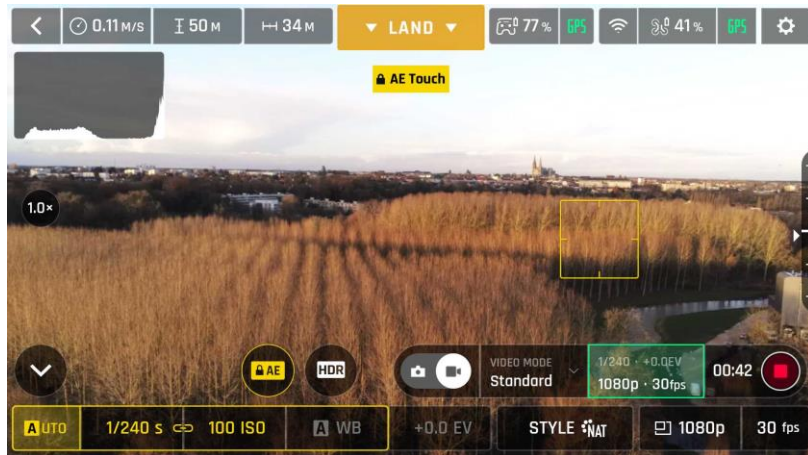 0.11 M/S
50 M
34 M
LAND
77 %
GPS
41 %
GPS
AE Touch
1.0×
AE
HDR
VIDEO MODE
Standard
1/240 · +0.0EV
1080p · 30fps
00:42
AUTO
1/240 s
100 ISO
A WB
+0.0 EV
STYLE NAT
1080p
30 fps